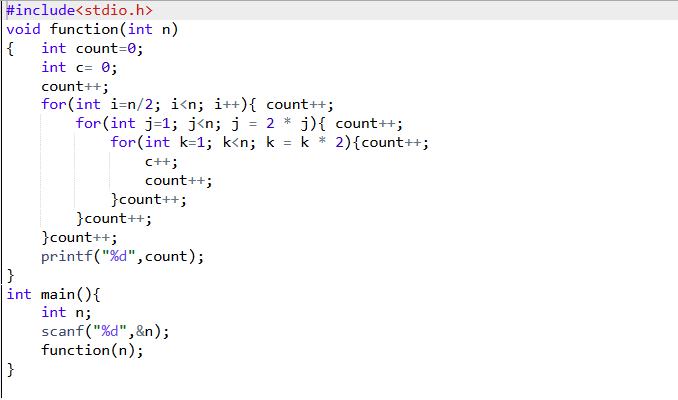 #include<stdio.h>
void function(int n)
{   int count=0;
    int c= 0;
    count++;
    for(int i=n/2; i<n; i++){ count++;
        for(int j=1; j<n; j = 2 * j){ count++;
            for(int k=1; k<n; k = k * 2){count++;
                c++;
                count++;
            }count++;
        }count++;
    }count++;
    printf("%d",count);
}
int main(){
    int n;
    scanf("%d",&n);
    function(n);
}